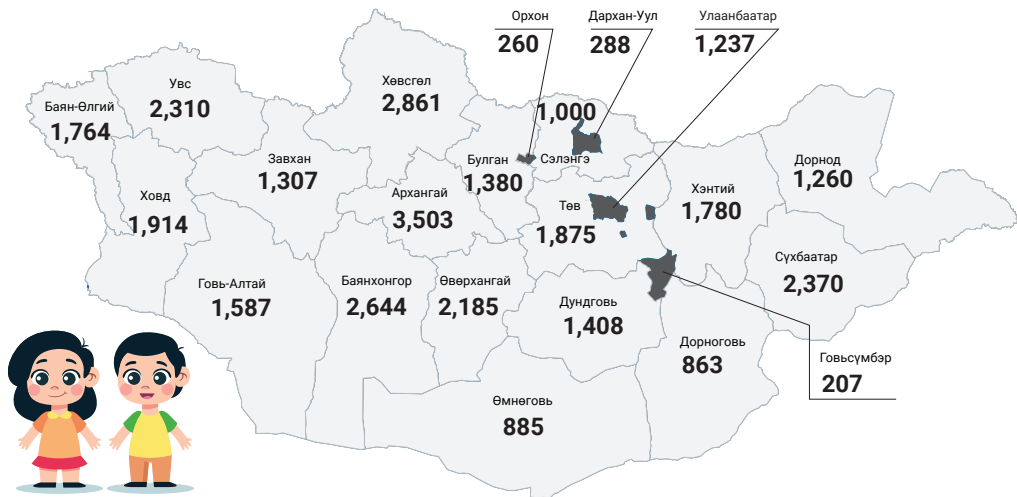 Орхон
260
Дархан-Уул
288
Улаанбаатар
1,237
Увс
2,310
Хөвсгөл
2,861
Баян-Өлгий
1,764
1,000
Сэлэнгэ
Завхан
1,307
Булган
1,380
Дорнод
1,260
Ховд
1,914
Архангай
3,503
Төв
1,875
Хэнтий
1,780
Сүхбаатар
2,370
Говь-Алтай
1,587
Баянхонгор
2,644
Өвөрхангай
2,185
Дундговь
1,408
Дорноговь
863
Говьсүмбэр
207
Өмнөговь
885